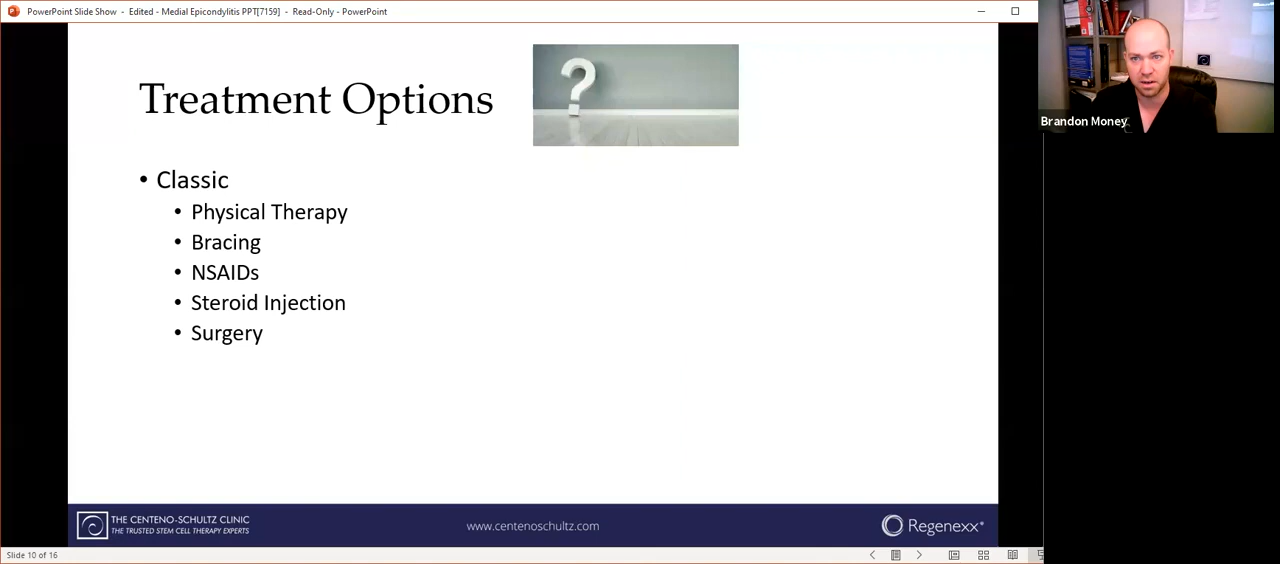 PowerPoint Slide Show - Edited - Medial Epicondylitis PPT[7159] - Read-Only - PowerPoint
Brandon Money
Treatment Options
?
• Classic
• Physical Therapy
• Bracing
• NSAIDs
• Steroid Injection
• Surgery
THE CENTENO-SCHULTZ CLINIC
THE TRUSTED STEM CELL THERAPY EXPERTS
www.centenoschultz.com
Regenexx®
Slide 10 of 16